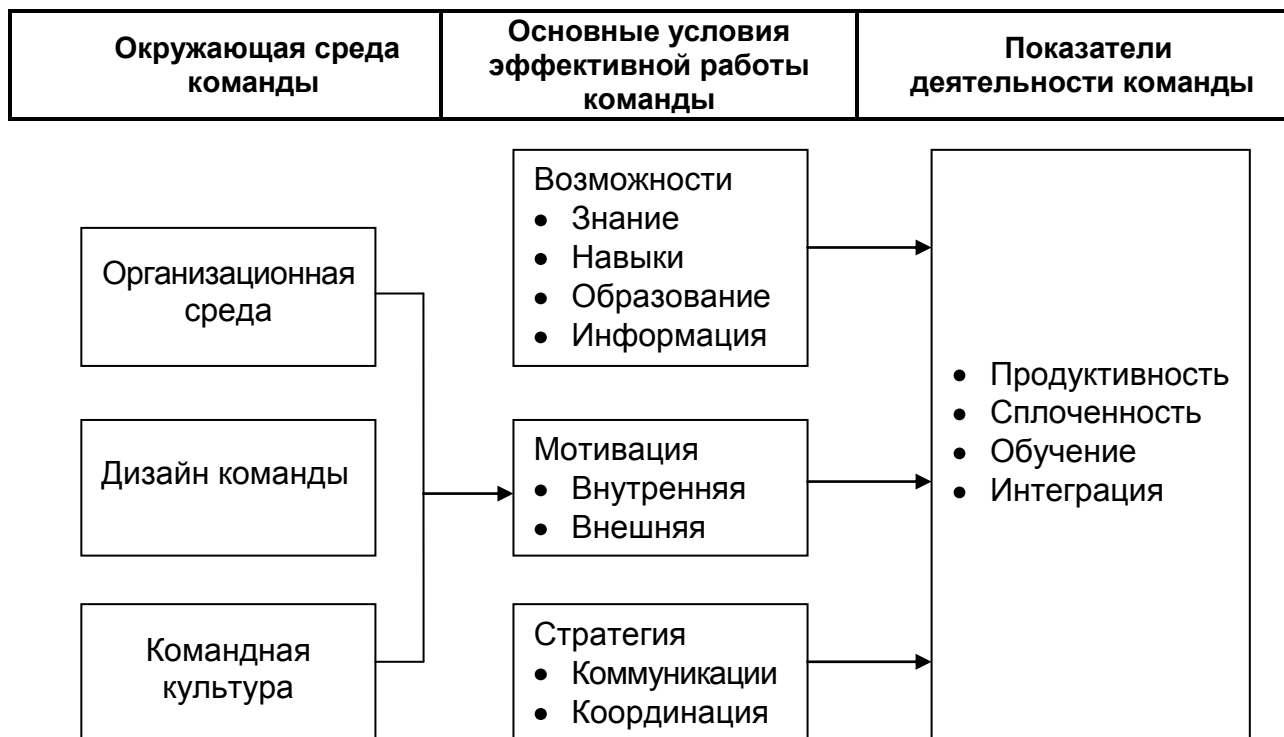 Окружающая среда
команды
Основные условия
эффективной работы
команды
Показатели
деятельности команды
Организационная
среда
Дизайн команды
Командная
культура
Возможности
• Знание
• Навыки
• Образование
• Информация
Мотивация
• Внутренняя
• Внешняя
Стратегия
• Коммуникации
• Координация
• Продуктивность
• Сплоченность
• Обучение
• Интеграция